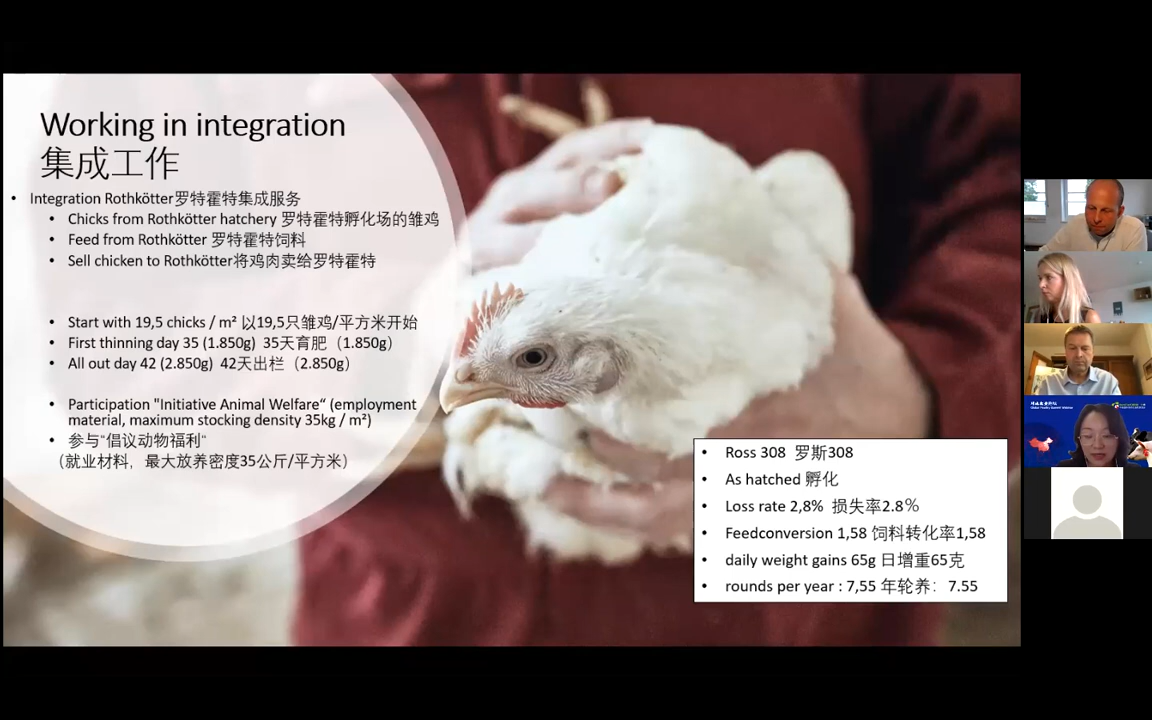 Working in integration
集成工作
• Integration Rothkötter罗特霍特集成服务
• Chicks from Rothkötter hatchery 罗特霍特孵化场的雏鸡
• Feed from Rothkötter 罗特霍特饲料
• Sell chicken to Rothkötter将鸡肉卖给罗特霍特
• Start with 19,5 chicks / m² 以19,5只雏鸡/平方米开始
• First thinning day 35 (1.850g) 35天育肥（1.850g）
• All out day 42 (2.850g) 42天出栏（2.850g）
• Participation "Initiative Animal Welfare“ (employment
material, maximum stocking density 35kg / m²)
• 参与“倡议动物福利“
（就业材料，最大放养密度35公斤/平方米）
• Ross 308 罗斯308
• As hatched 孵化
• Loss rate 2,8% 损失率2.8％
• Feedconversion 1,58 饲料转化率1,58
• daily weight gains 65g 日增重65克
• rounds per year : 7,55 年轮养：7.55
Global Poultry Summit Webinar